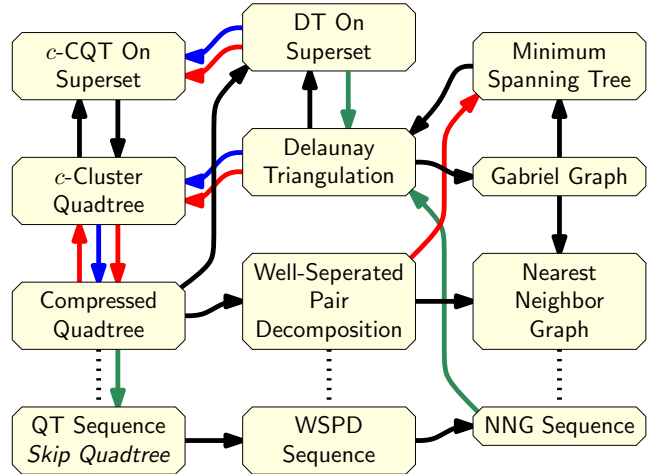 c-CQT On
Superset
DT On
Superset
Minimum
Spanning Tree
c-Cluster
Quadtree
Delaunay
Triangulation
Gabriel Graph
Compressed
Quadtree
Well-Seperated
Pair
Decomposition
Nearest
Neighbor
Graph
QT Sequence
Skip Quadtree
WSPD
Sequence
NNG Sequence